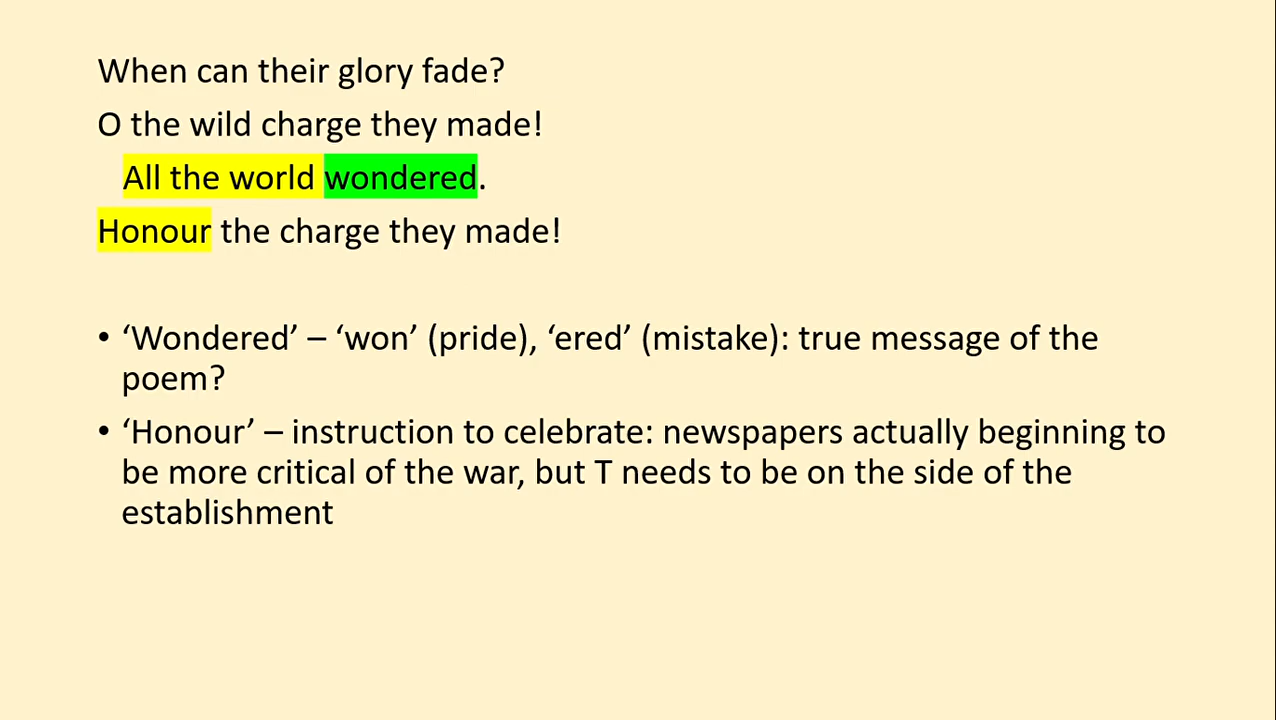 When can their glory fade?
O the wild charge they made!
All the world wondered.
Honour the charge they made!
• ‘Wondered’ – ‘won’ (pride), ‘ered’ (mistake): true message of the
poem?
• ‘Honour’ – instruction to celebrate: newspapers actually beginning to
be more critical of the war, but T needs to be on the side of the
establishment